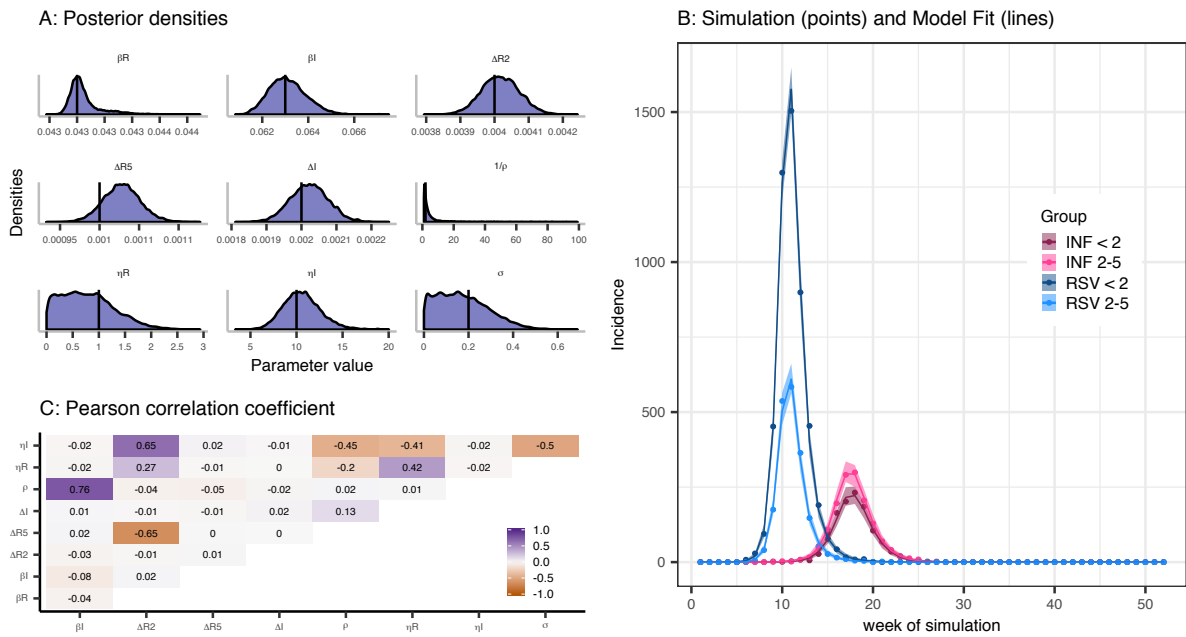 A: Posterior densities
βR
βI
ΔR2
0.043 0.043 0.043 0.043 0.044 0.044
0.062 0.064 0.066
0.0038 0.0039 0.004 0.0041 0.0042
ΔR5
ΔI
1/ρ
0.00095 0.001 0.0011 0.0011
0.0018 0.0019 0.002 0.0021 0.0022
0 20 40 60 80 100
ηR
ηI
σ
0 0.5 1 1.5 2 2.5 3
5 10 15 20
0 0.2 0.4 0.6
Densities
Parameter value
B: Simulation (points) and Model Fit (lines)
1500
1000
500
0
Incidence
0 10 20 30 40 50
week of simulation
Group
INF < 2
INF 2-5
RSV < 2
RSV 2-5
C: Pearson correlation coefficient
ηI -0.02 0.65 0.02 -0.01 -0.45 -0.41 -0.02 -0.5
ηR -0.02 0.27 -0.01 0 -0.2 0.42 -0.02
ρ 0.76 -0.04 -0.05 -0.02 0.02 0.01
ΔI 0.01 -0.01 -0.01 0.02 0.13
ΔR5 0.02 -0.65 0 0
ΔR2 -0.03 -0.01 0.01
βI -0.08 0.02
βR -0.04
βI ΔR2 ΔR5 ΔI ρ ηR ηI σ
1.0
0.5
0.0
-0.5
-1.0